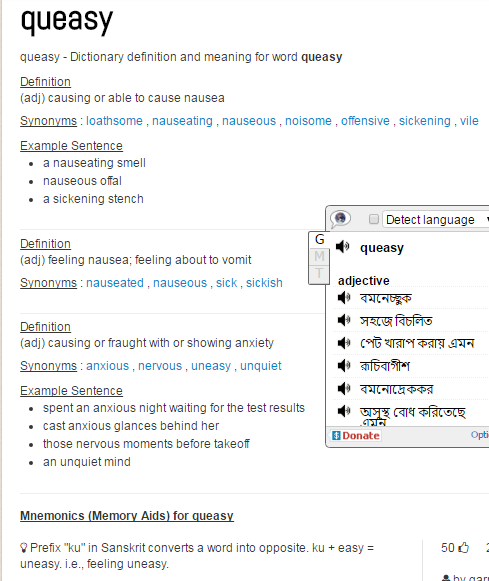 queasy
queasy - Dictionary definition and meaning for word queasy
Definition
(adj) causing or able to cause nausea
Synonyms : loathsome , nauseating , nauseous , noisome , offensive , sickening , vile
Example Sentence
a nauseating smell
nauseous offal
a sickening stench
Definition
(adj) feeling nausea; feeling about to vomit
Synonyms : nauseated , nauseous , sick , sickish
Definition
(adj) causing or fraught with or showing anxiety
Synonyms : anxious , nervous , uneasy , unquiet
Example Sentence
spent an anxious night waiting for the test results
cast anxious glances behind her
those nervous moments before takeoff
an unquiet mind
Detect language
G
M
T
queasy
adjective
বমনেচ্ছুক
সহজে বিচলিত
পেট খারাপ করায় এমন
রূচিবাগীশ
বমনোদ্রেককর
অসুস্থ বোধ করিতেছে
এমন
Donate
Opti
Mnemonics (Memory Aids) for queasy
Prefix "ku" in Sanskrit converts a word into opposite. ku + easy =
uneasy. i.e., feeling uneasy.
50
2
by gar